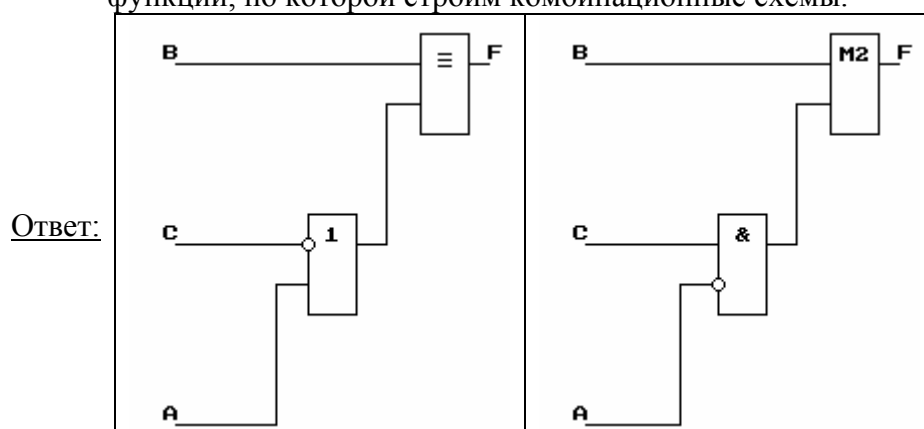 функции, по которой строим комбинационные схемы.
Ответ:
B ≡ F
C 1
A
B M2 F
C &
A